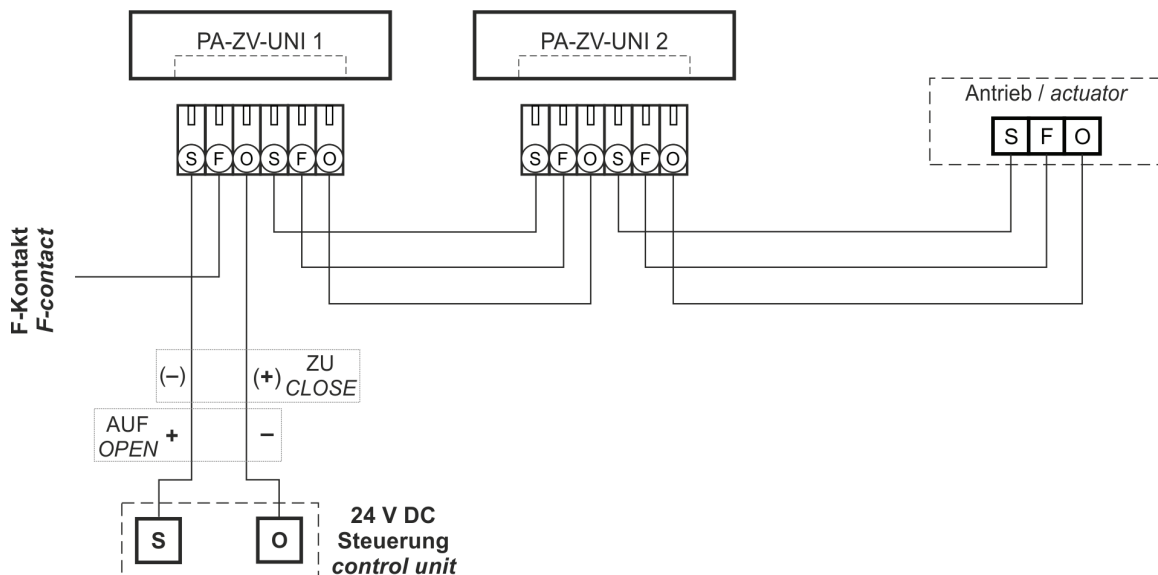 PA-ZV-UNI 1
PA-ZV-UNI 2
Antrieb / actuator
S F O
S F O S F O
S F O S F O
F-Kontakt
F-contact
(–)
(+)
ZU
CLOSE
AUF
OPEN
+
–
S
O
24 V DC
Steuerung
control unit